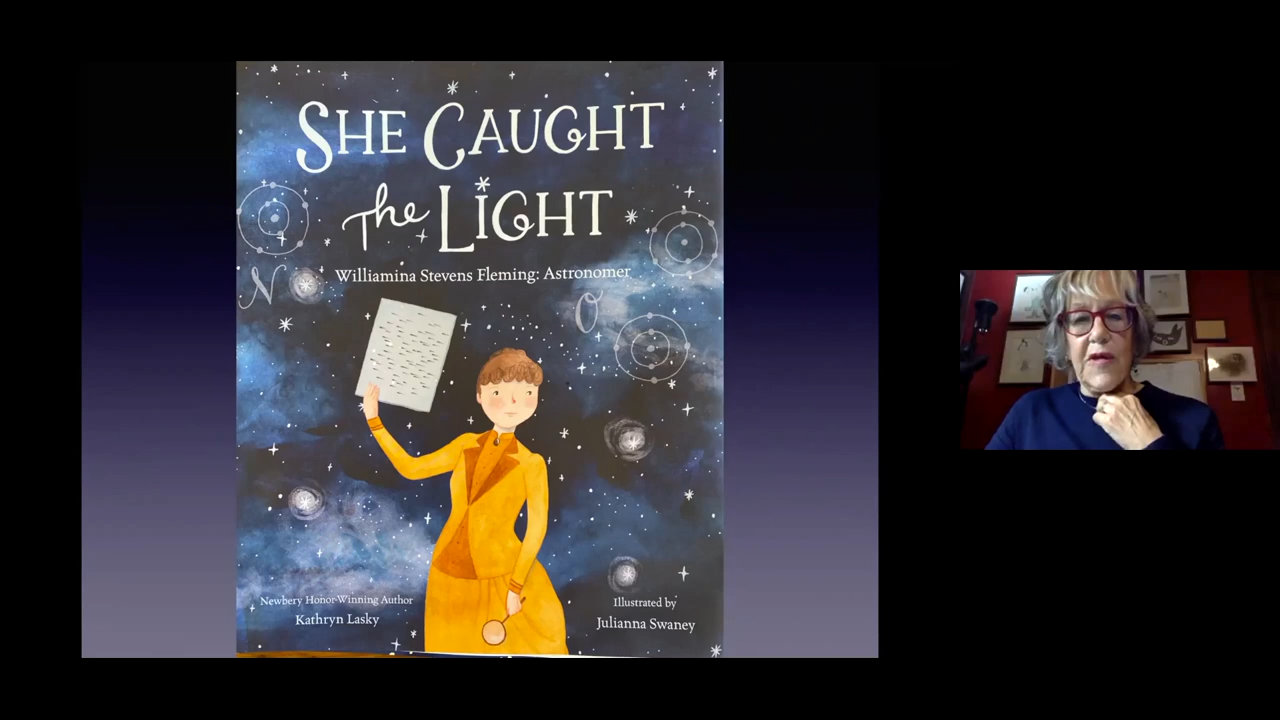 SHE CAUGHT
the LIGHT
Williamina Stevens Fleming: Astronomer
N
O
Newbery Honor-Winning Author
Kathryn Lasky
Illustrated by
Julianna Swaney